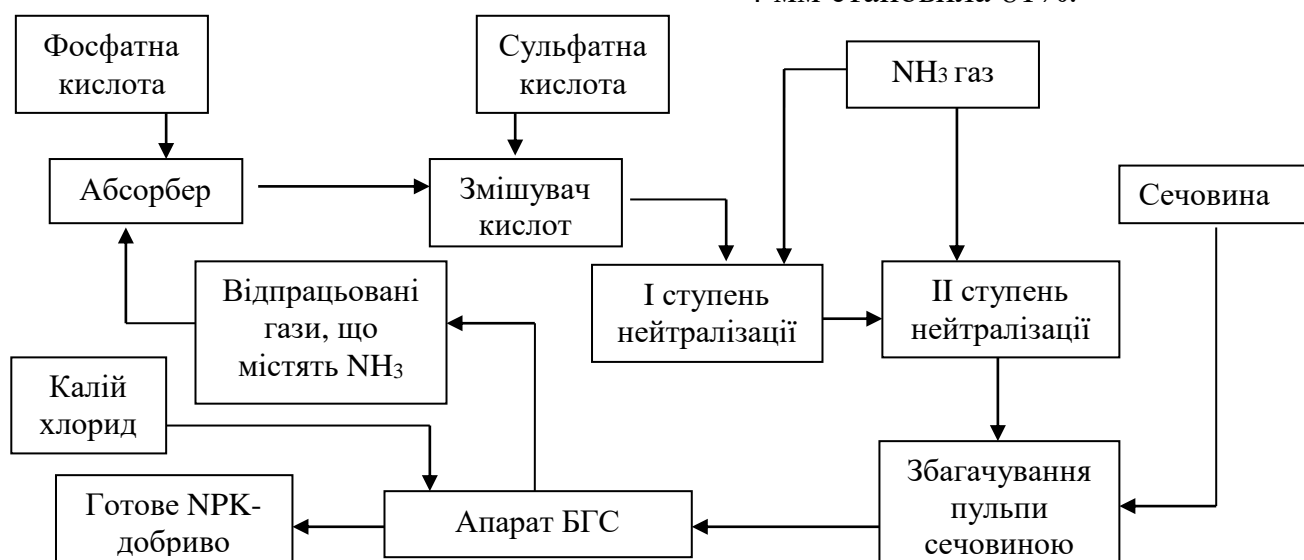 Фосфатна
кислота
Сульфатна
кислота
NH3 газ
Абсорбер
Змішувач
кислот
Сечовина
Відпрацьовані
гази, що
містять NH3
І ступень
нейтралізації
ІІ ступень
нейтралізації
Калій
хлорид
Збагачування
пульпи
сечовиною
Готове NPK-
добриво
Апарат БГС